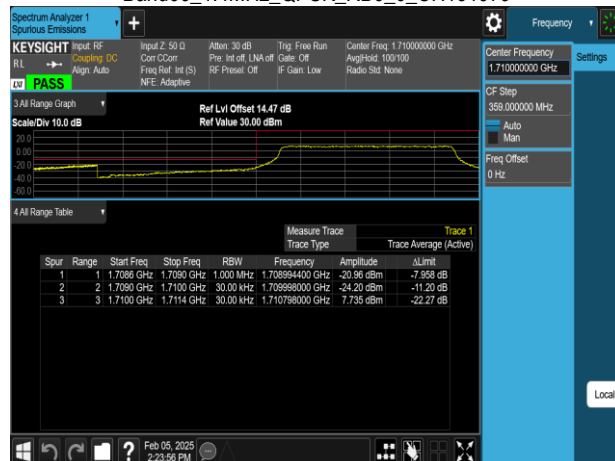 Spectrum Analyzer 1
Spurious Emissions
Frequency
KEYSIGHT
Input: RF
Coupling: DC
Align: Auto
RL
LXI
PASS
Input Z: 50 Ω
Corr CCorr
Freq Ref: Int (S)
NFE: Adaptive
Atten: 30 dB
Pre: Int off, LNA off
RF Presel: Off
Trig: Free Run
Gate: Off
IF Gain: Low
Center Freq: 1.710000000 GHz
Avg|Hold: 100/100
Radio Std: None
Center Frequency
1.710000000 GHz
Settings
CF Step
359.000000 MHz
Auto
Man
Freq Offset
0 Hz
3 All Range Graph
Scale/Div 10.0 dB
Ref Lvl Offset 14.47 dB
Ref Value 30.00 dBm
20.0
0.00
-20.0
-40.0
-60.0
4 All Range Table
Measure Trace Trace 1
Trace Type Trace Average (Active)
Spur Range Start Freq Stop Freq RBW Frequency Amplitude ΔLimit
1 1 1.7086 GHz 1.7090 GHz 1.000 MHz 1.708994400 GHz -20.96 dBm -7.958 dB
2 2 1.7090 GHz 1.7100 GHz 30.00 kHz 1.709998000 GHz -24.20 dBm -11.20 dB
3 3 1.7100 GHz 1.7114 GHz 30.00 kHz 1.710798000 GHz 7.735 dBm -22.27 dB
Local
?
Feb 05, 2025
2:23:56 PM